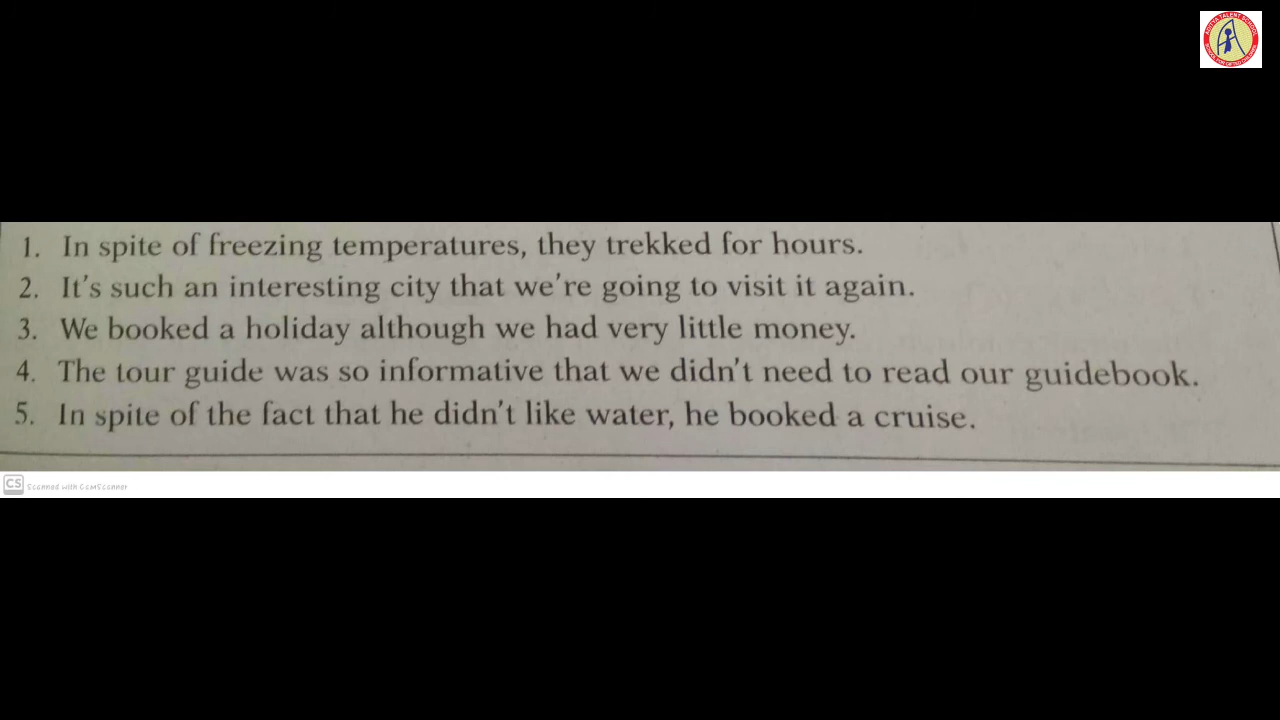 1. In spite of freezing temperatures, they trekked for hours.
2. It's such an interesting city that we're going to visit it again.
3. We booked a holiday although we had very little money.
4. The tour guide was so informative that we didn't need to read our guidebook.
5. In spite of the fact that he didn't like water, he booked a cruise.
CS Scanned with CamScanner